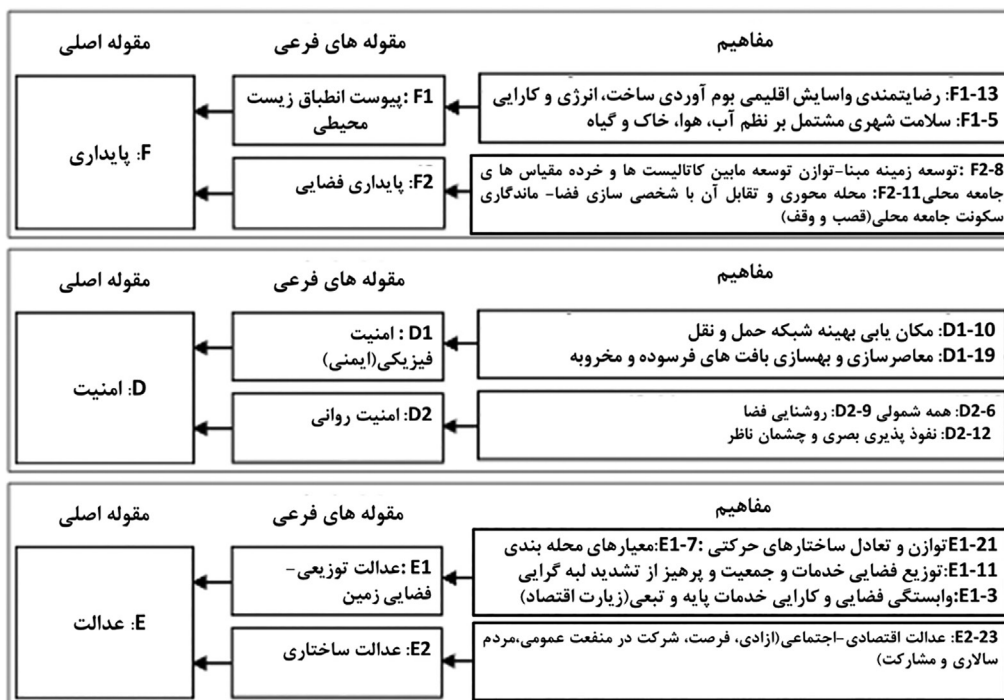 مفاهیم
مقوله های فرعی
مقوله اصلی
F1-13: رضایتمندی واسایش اقلیمی بوم آوردی ساخت، انرژی و کارایی
F1-5: سلامت شهری مشتمل بر نظم آب، هوا، خاک و گیاه
F1 :پیوست انطباق زیست
محیطی
F: پایداری
F2-8 :توسعه زمینه مبنا-توازن توسعه مابین کاتالیست ها و خرده مقیاس ها ی
جامعه محلیF2-11: محله محوری و تقابل آن با شخصی سازی فضا- ماندگاری
سکونت جامعه محلی(قصب و وقف)
F2: پایداری فضایی
مفاهیم
مقوله های فرعی
مقوله اصلی
D1-10: مکان یابی بهینه شبکه حمل و نقل
D1-19: معاصرسازی و بهسازی بافت های فرسوده و مخروبه
D1 : امنیت
فیزیکی(ایمنی)
D: امنیت
D2-6: همه شمولی D2-9: روشنایی فضا
D2-12: نفوذ پذیری بصری و چشمان ناظر
D2: امنیت روانی
مفاهیم
مقوله های فرعی
مقوله اصلی
E1-21توازن و تعادل ساختارهای حرکتی :E1-7:معیارهای محله بندی
E1-11:توزیع فضایی خدمات و جمعیت و پرهیز از تشدید لبه گرایی
E1-3:وابستگی فضایی و کارایی خدمات پایه و تبعی(زیارت اقتصاد)
E1 :عدالت توزیعی-
فضایی زمین
E: عدالت
E2-23: عدالت اقتصادی-اجتماعی(ازادی، فرصت، شرکت در منفعت عمومی،مردم
سالاری و مشارکت)
E2: عدالت ساختاری